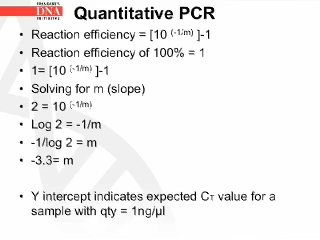 DNA
INITIATIVE
Quantitative PCR
• Reaction efficiency = [10 (-1/m) ]-1
• Reaction efficiency of 100% = 1
• 1= [10 (-1/m) ]-1
• Solving for m (slope)
• 2 = 10 (-1/m)
• Log 2 = -1/m
• -1/log 2 = m
• -3.3= m
• Y intercept indicates expected CT value for a
sample with qty = 1ng/µl